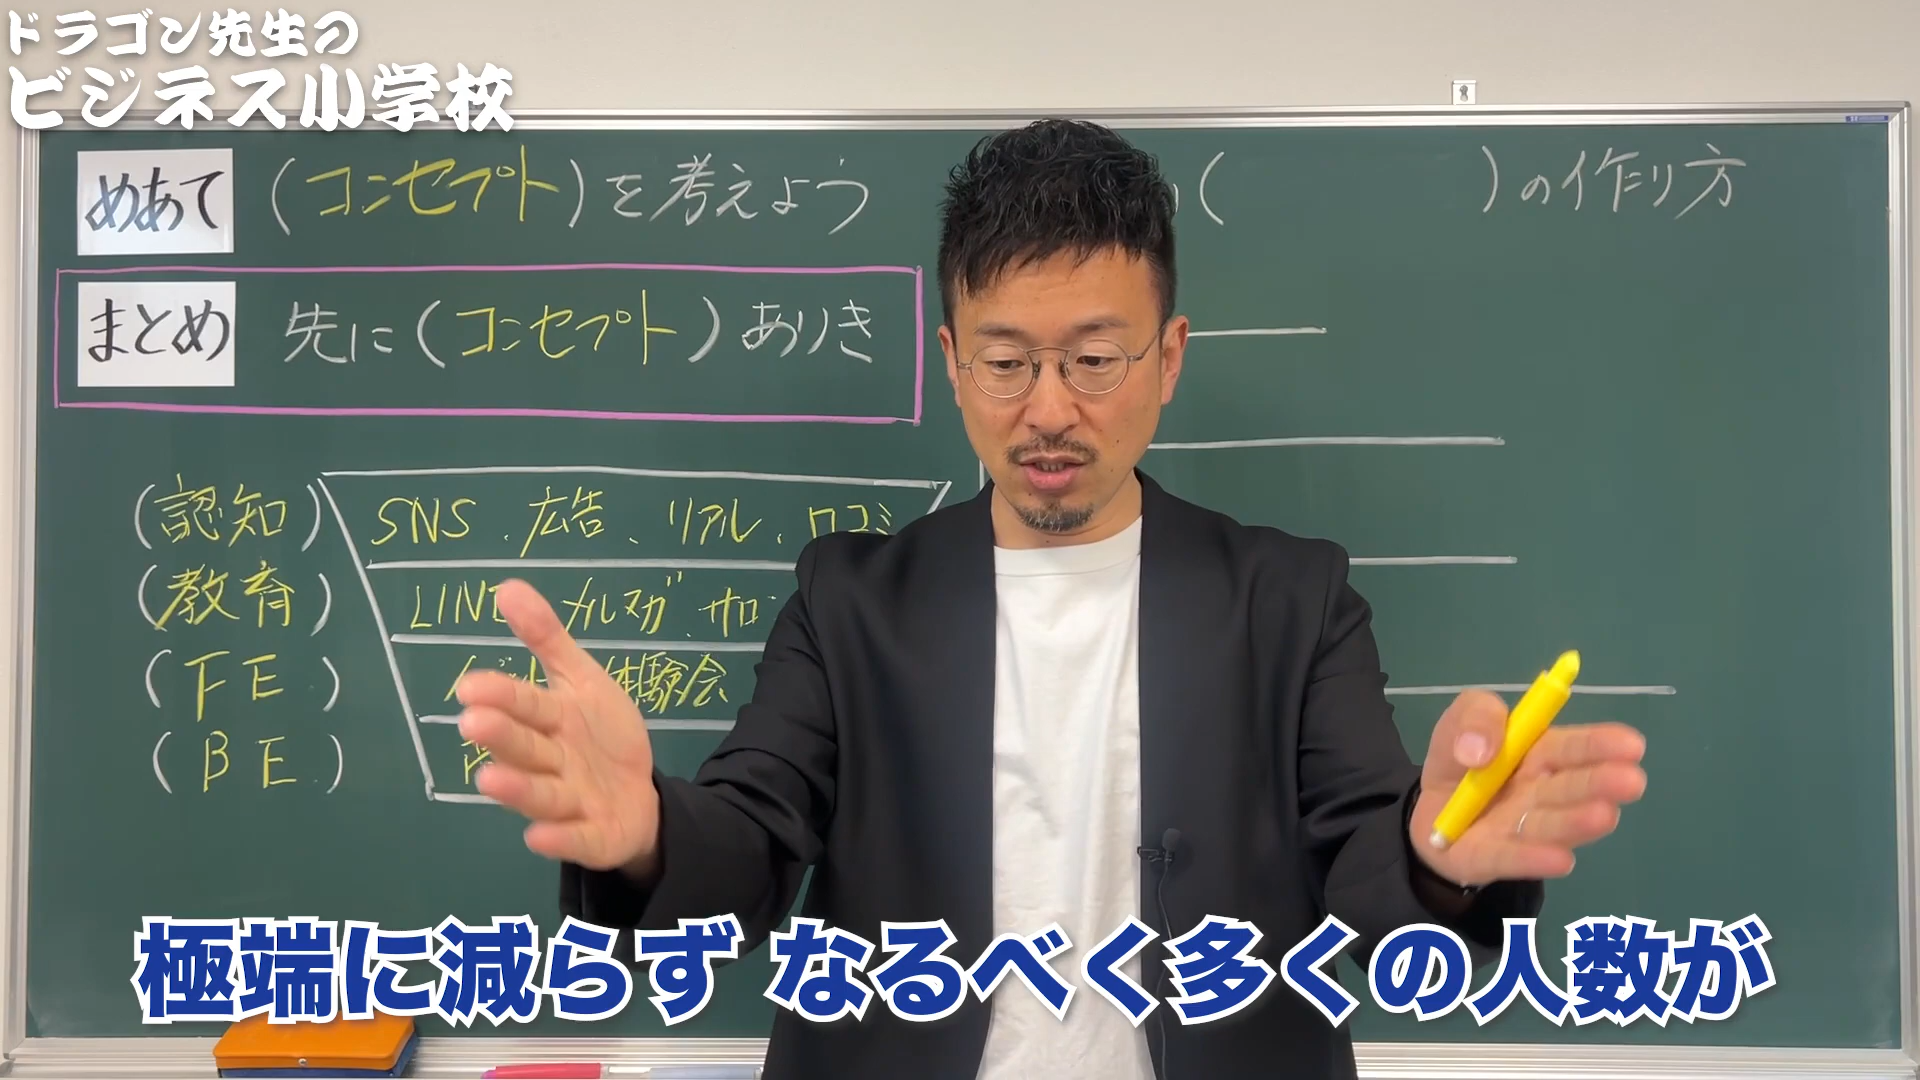 ドラゴン先生の
ビジネス小学校
めあて (コンセプト)を考えよう
まとめ 先に(コンセプト)ありき
(認知) SNS、広告、リアル、口コミ
(教育) LINE、メルマガ、サロ
(FE) 体験会
(BE)
( )の作り方
極端に減らず なるべく多くの人数が